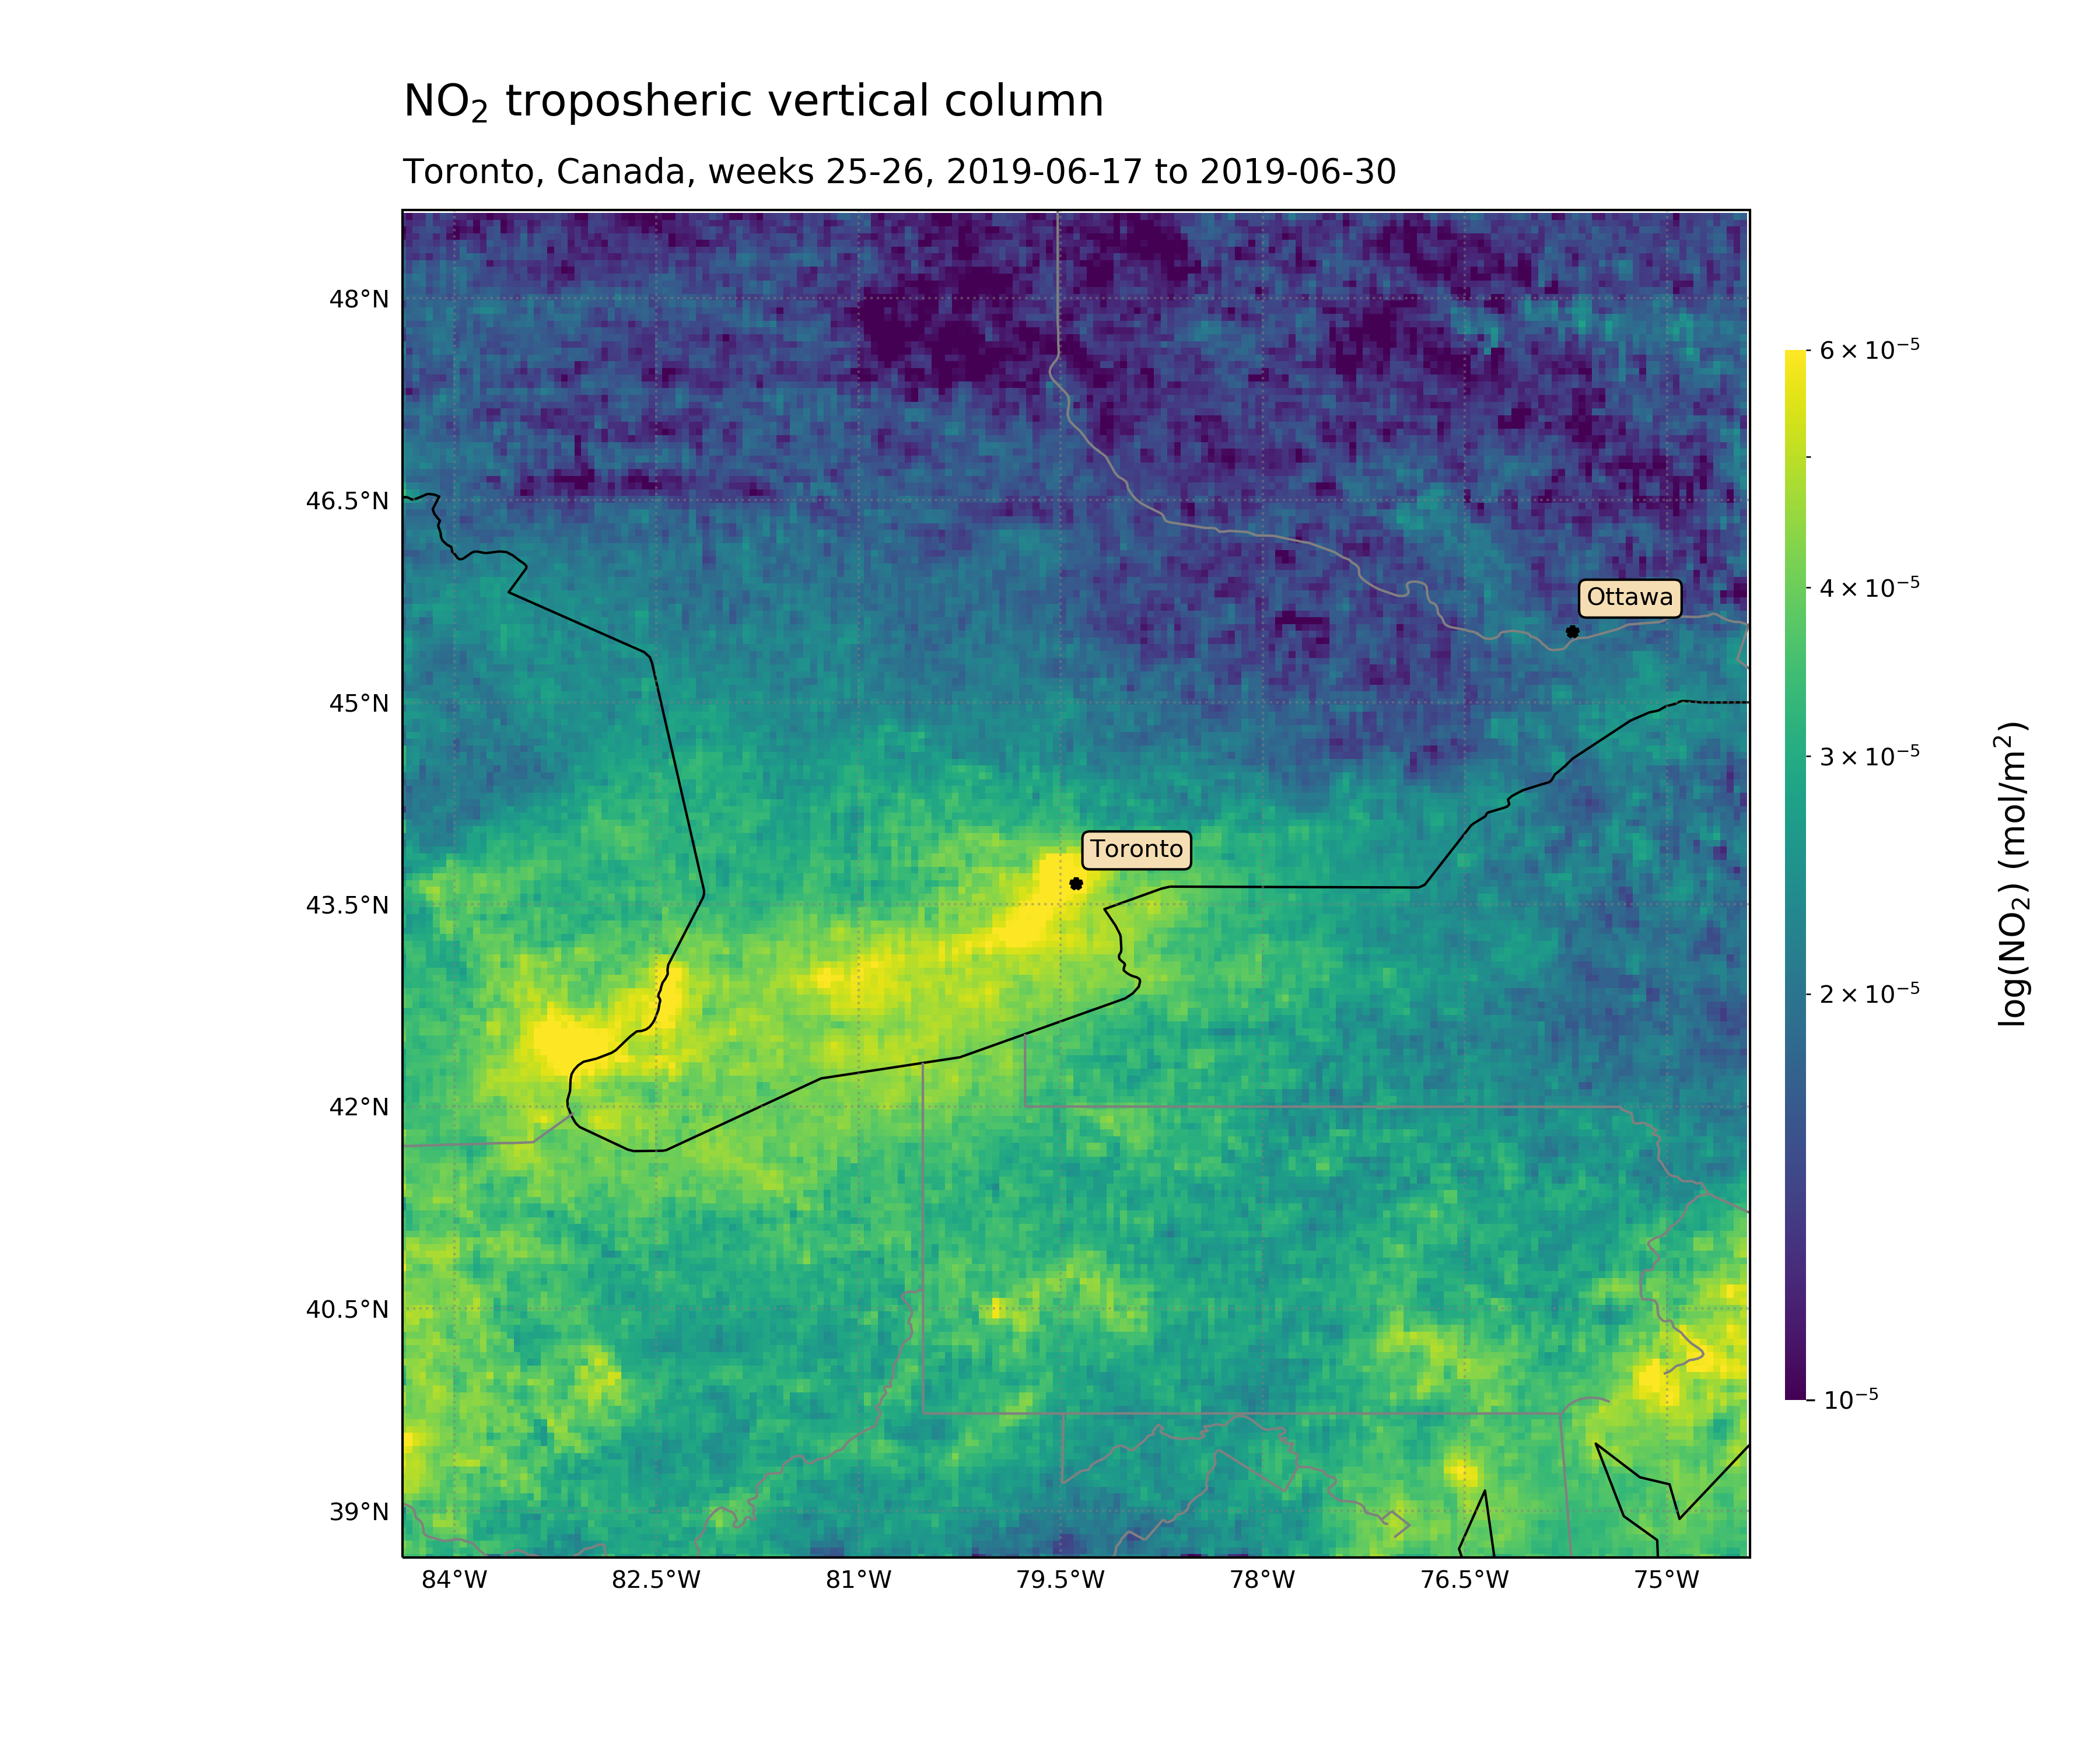 NO₂ troposheric vertical column
Toronto, Canada, weeks 25-26, 2019-06-17 to 2019-06-30
48°N
46.5°N
45°N
43.5°N
42°N
40.5°N
39°N
Ottawa
Toronto
84°W
82.5°W
81°W
79.5°W
78°W
76.5°W
75°W
6 × 10⁻⁵
4 × 10⁻⁵
3 × 10⁻⁵
2 × 10⁻⁵
10⁻⁵
log(NO₂) (mol/m²)